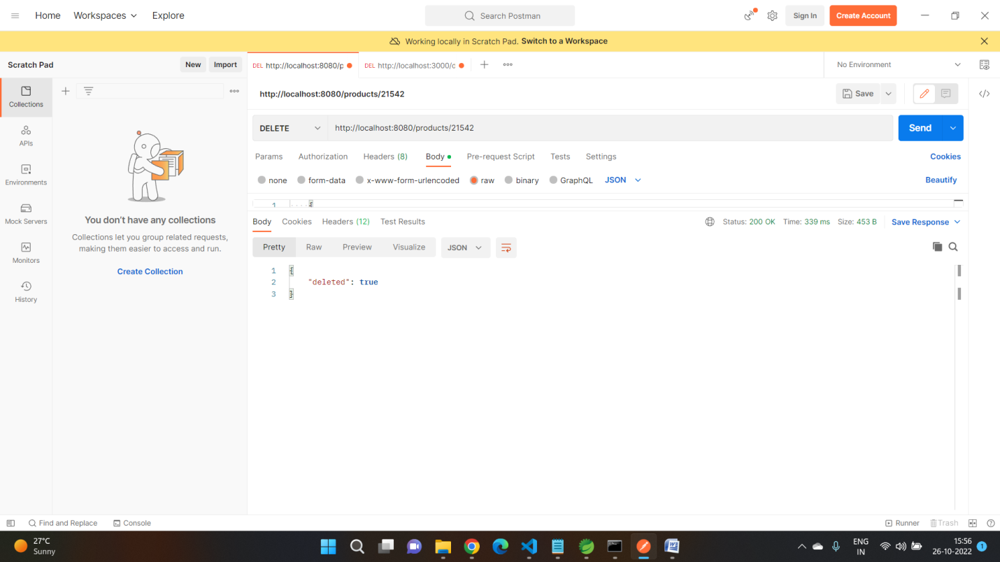 Home
Workspaces
Explore
Search Postman
Sign In
Create Account
Working locally in Scratch Pad. Switch to a Workspace
Scratch Pad
New
Import
DEL http://localhost:8080/p
DEL http://localhost:3000/c
No Environment
Collections
APIs
Environments
Mock Servers
Monitors
History
You don't have any collections
Collections let you group related requests,
making them easier to access and run.
Create Collection
http://localhost:8080/products/21542
Save
DELETE
http://localhost:8080/products/21542
Send
Params
Authorization
Headers (8)
Body
Pre-request Script
Tests
Settings
Cookies
none
form-data
x-www-form-urlencoded
raw
binary
GraphQL
JSON
Beautify
1 {
Body
Cookies
Headers (12)
Test Results
Status: 200 OK
Time: 339 ms
Size: 453 B
Save Response
Pretty
Raw
Preview
Visualize
JSON
1 {
2 "deleted": true
3 }
Find and Replace
Console
Runner
Trash
27°C
Sunny
ENG
IN
15:56
26-10-2022
1